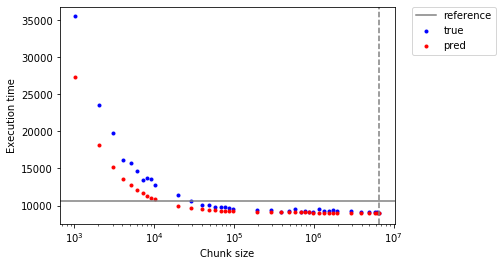 35000
30000
25000
20000
15000
10000
Execution time
10³
10⁴
10⁵
10⁶
10⁷
Chunk size
reference
true
pred